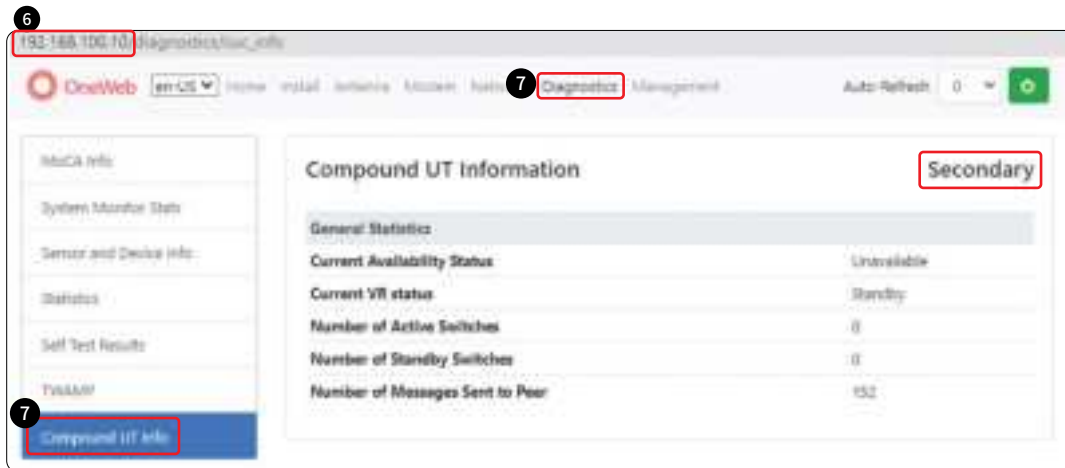 6
192.168.100.10/diagnostics/suc_info
OneWeb en-US Home Install Antenna Modem 7 Diagnostics Management Auto-Refresh 0
MoCA Info
System Monitor Stats
Sensor and Device Info
Statistics
Self Test Results
TWAMP
7
Compound UT Info
Compound UT Information Secondary
General Statistics
Current Availability Status Unavailable
Current VR status Standby
Number of Active Switches 0
Number of Standby Switches 0
Number of Messages Sent to Peer 152